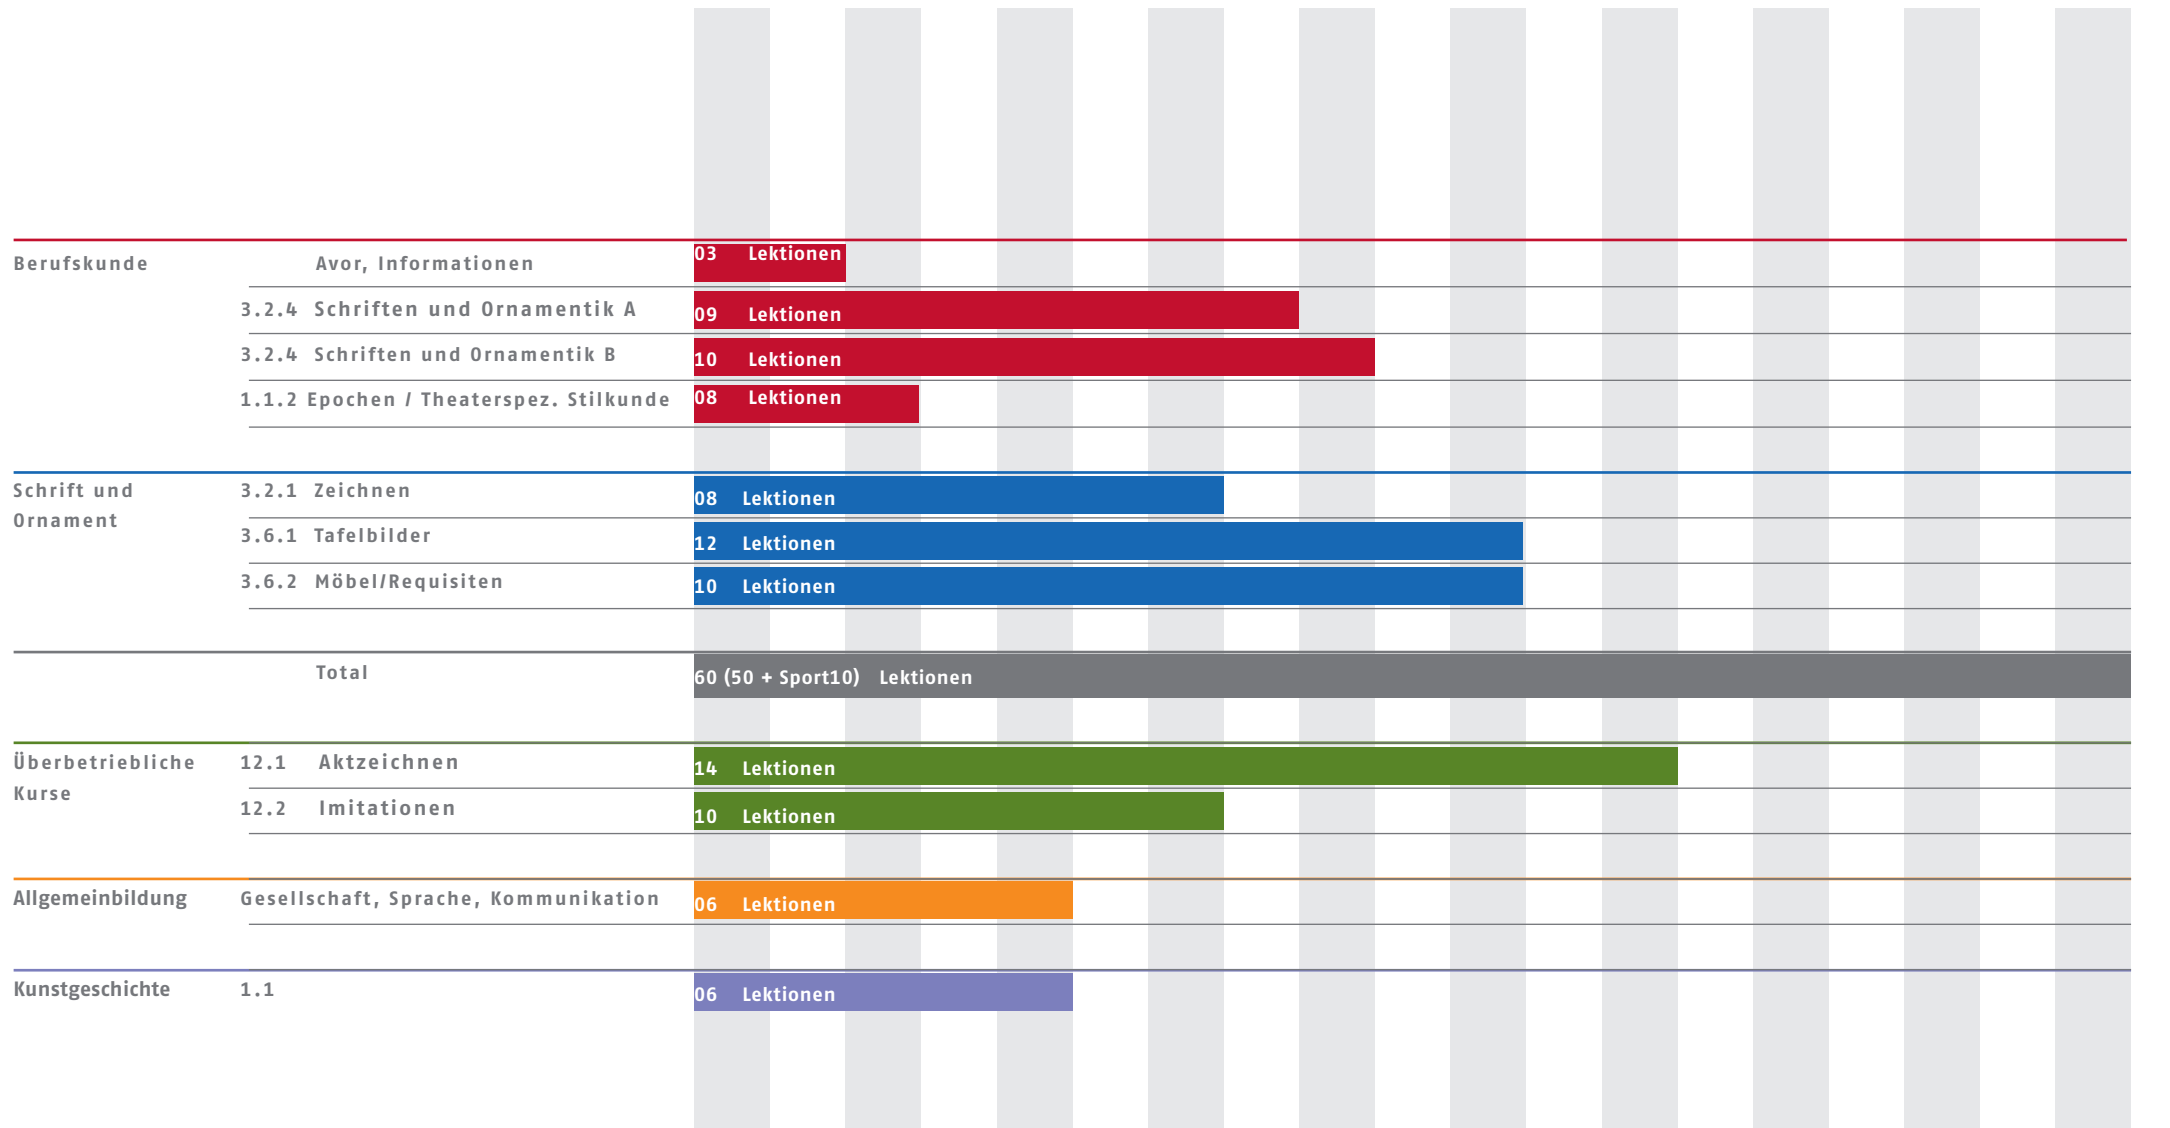 Berufskunde Avor, Informationen 03 Lektionen
3.2.4 Schriften und Ornamentik A 09 Lektionen
3.2.4 Schriften und Ornamentik B 10 Lektionen
1.1.2 Epochen / Theaterspez. Stilkunde 08 Lektionen
Schrift und 3.2.1 Zeichnen 08 Lektionen
Ornament
3.6.1 Tafelbilder 12 Lektionen
3.6.2 Möbel/Requisiten 10 Lektionen
Total 60 (50 + Sport10) Lektionen
Überbetriebliche 12.1 Aktzeichnen 14 Lektionen
Kurse
12.2 Imitationen 10 Lektionen
Allgemeinbildung Gesellschaft, Sprache, Kommunikation 06 Lektionen
Kunstgeschichte 1.1 06 Lektionen